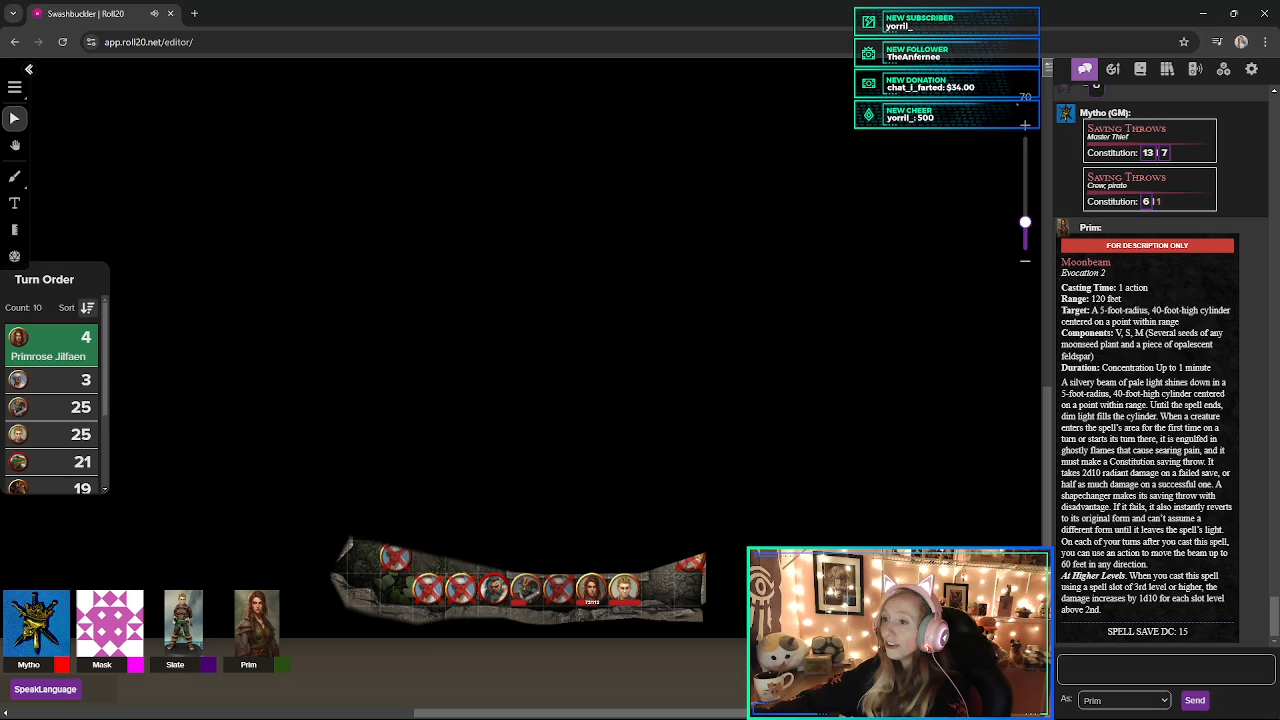 Swashb
app.roll20.net
NEW SUBSCRIBER
yorril_
NEW FOLLOWER
TheAnfernee
NEW DONATION
chat_i_farted: $34.00
NEW CHEER
yorril_: 500
70
Turn Order
Count: 10 Sort
4
Primrose Jilfaen
3
25
25
21
19
72/112
Mytho
Mask
Slate
Prim
SpeakLanguage
Mytho
SAVING THROWS
Master Thief
Constitution: 13 | 7
SAVING THROWS
Crowy pirate
Constitution: 6 | 1
Prim:
FOR DESCRIPTION ONLY
Moonbeam
Evocation 2
Casting Time: 1 action
Range: 120 feet
Target: A 5-foot-radius, 40-foot-high cylinder
centered on a point within range
Components: V, S, M (Several seeds of any
moonseed plant and a piece of opalescent
feldspar)
Duration: Concentration Up to 1 minute
A silvery beam of pale light shines down in a
5-foot-radius, 40-foot-high cylinder
centered on a point within range. Until the spell ends,
dim light fills the cylinder. When a creature
enters the spell's area for the first time on a
turn or starts its turn there, it is engulfed in
ghostly flames that cause searing pain, and it
must make a Constitution saving throw. It
takes 2d10 radiant damage on a failed save, or
half as much damage on a successful one. A
shapechanger makes its saving throw with
disadvantage. If it fails, it also instantly reverts
to its original form and can't assume a
different form until it leaves the spell's light.
On each of your turns after you cast this
spell, you can use an action to move the beam
60 feet in any direction.
At Higher Levels: When you cast this spell
using a spell slot of 3rd level or higher, the
damage increases by 1d10 for each slot level
above 2nd.
SPELL SAVE DC: 15
As: Prim Send